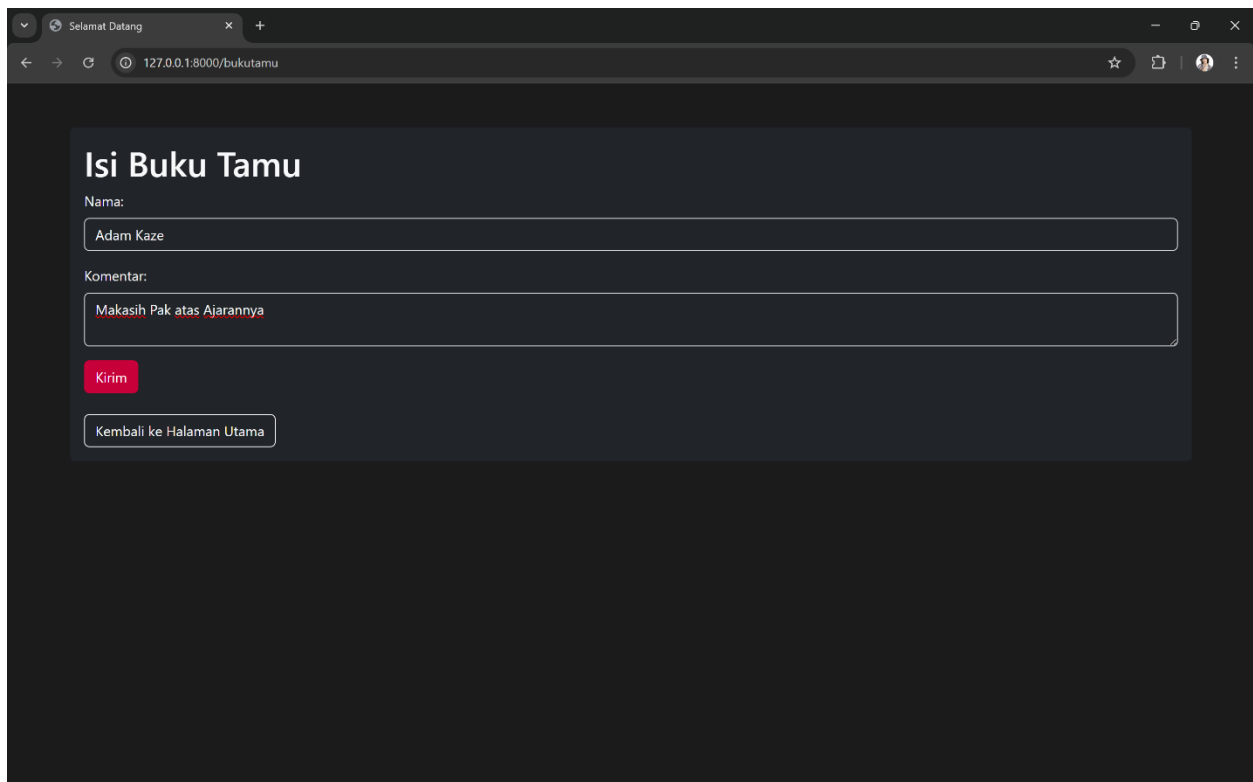 Selamat Datang
127.0.0.1:8000/bukutamu
Isi Buku Tamu
Nama:
Adam Kaze
Komentar:
Makasih Pak atas Ajarannya
Kirim
Kembali ke Halaman Utama